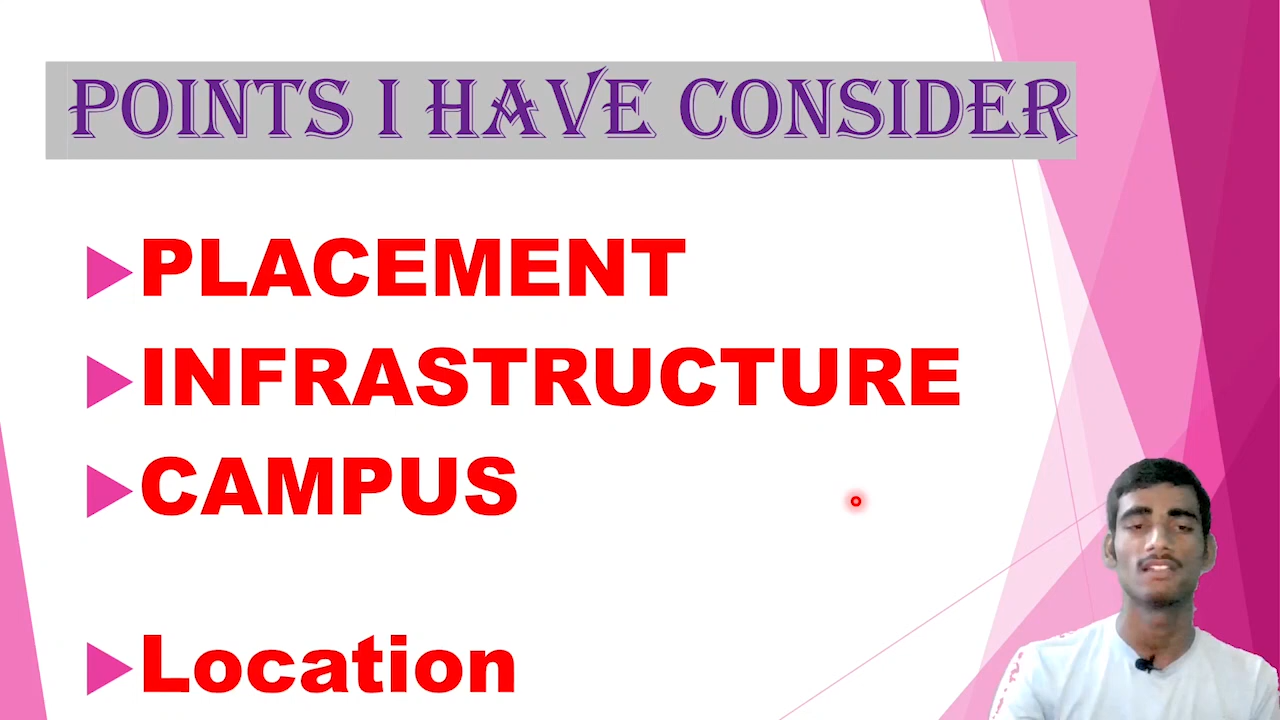 POINTS I HAVE CONSIDER
PLACEMENT
INFRASTRUCTURE
CAMPUS
Location